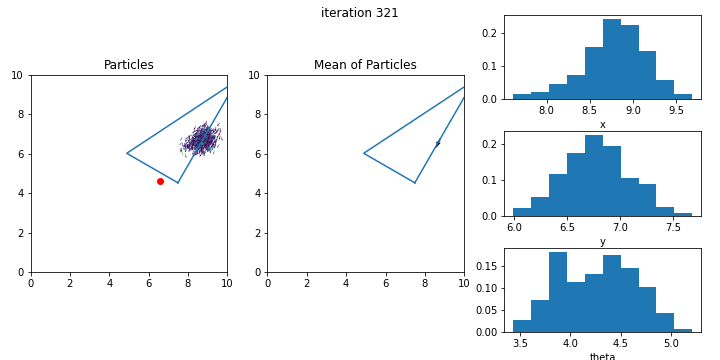 iteration 321
Particles
10
8
6
4
2
0
0 2 4 6 8 10
Mean of Particles
10
8
6
4
2
0
0 2 4 6 8 10
0.2
0.1
0.0
8.0 8.5 9.0 9.5
x
0.2
0.1
0.0
6.0 6.5 7.0 7.5
y
0.15
0.10
0.05
0.00
3.5 4.0 4.5 5.0
theta